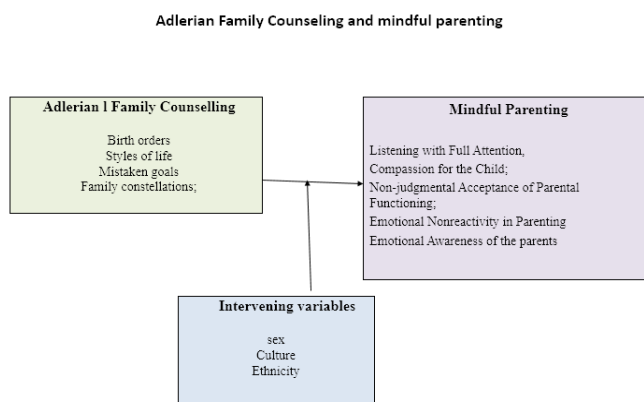 Adlerian Family Counseling and mindful parenting
Adlerian l Family Counselling
Birth orders
Styles of life
Mistaken goals
Family constellations;
Mindful Parenting
Listening with Full Attention,
Compassion for the Child;
Non-judgmental Acceptance of Parental
Functioning;
Emotional Nonreactivity in Parenting
Emotional Awareness of the parents
Intervening variables
sex
Culture
Ethnicity